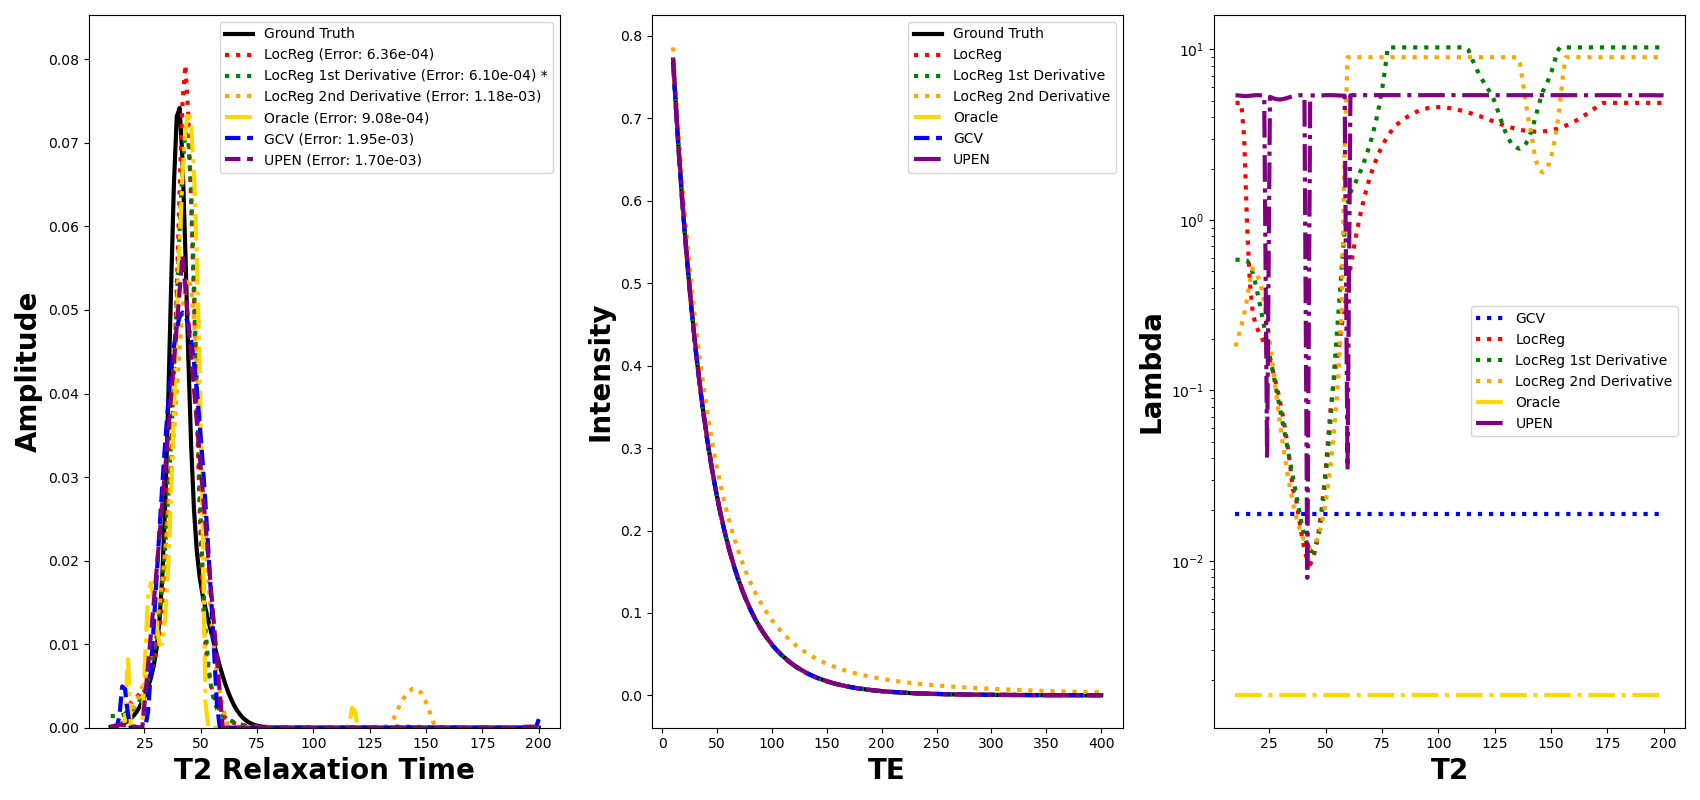 Amplitude
0.08
0.07
0.06
0.05
0.04
0.03
0.02
0.01
0.00
25 50 75 100 125 150 175 200
T2 Relaxation Time
Ground Truth
LocReg (Error: 6.36e-04)
LocReg 1st Derivative (Error: 6.10e-04) *
LocReg 2nd Derivative (Error: 1.18e-03)
Oracle (Error: 9.08e-04)
GCV (Error: 1.95e-03)
UPEN (Error: 1.70e-03)
Intensity
0.8
0.7
0.6
0.5
0.4
0.3
0.2
0.1
0.0
0 50 100 150 200 250 300 350 400
TE
Ground Truth
LocReg
LocReg 1st Derivative
LocReg 2nd Derivative
Oracle
GCV
UPEN
Lambda
10¹
10⁰
10⁻¹
10⁻²
25 50 75 100 125 150 175 200
T2
GCV
LocReg
LocReg 1st Derivative
LocReg 2nd Derivative
Oracle
UPEN